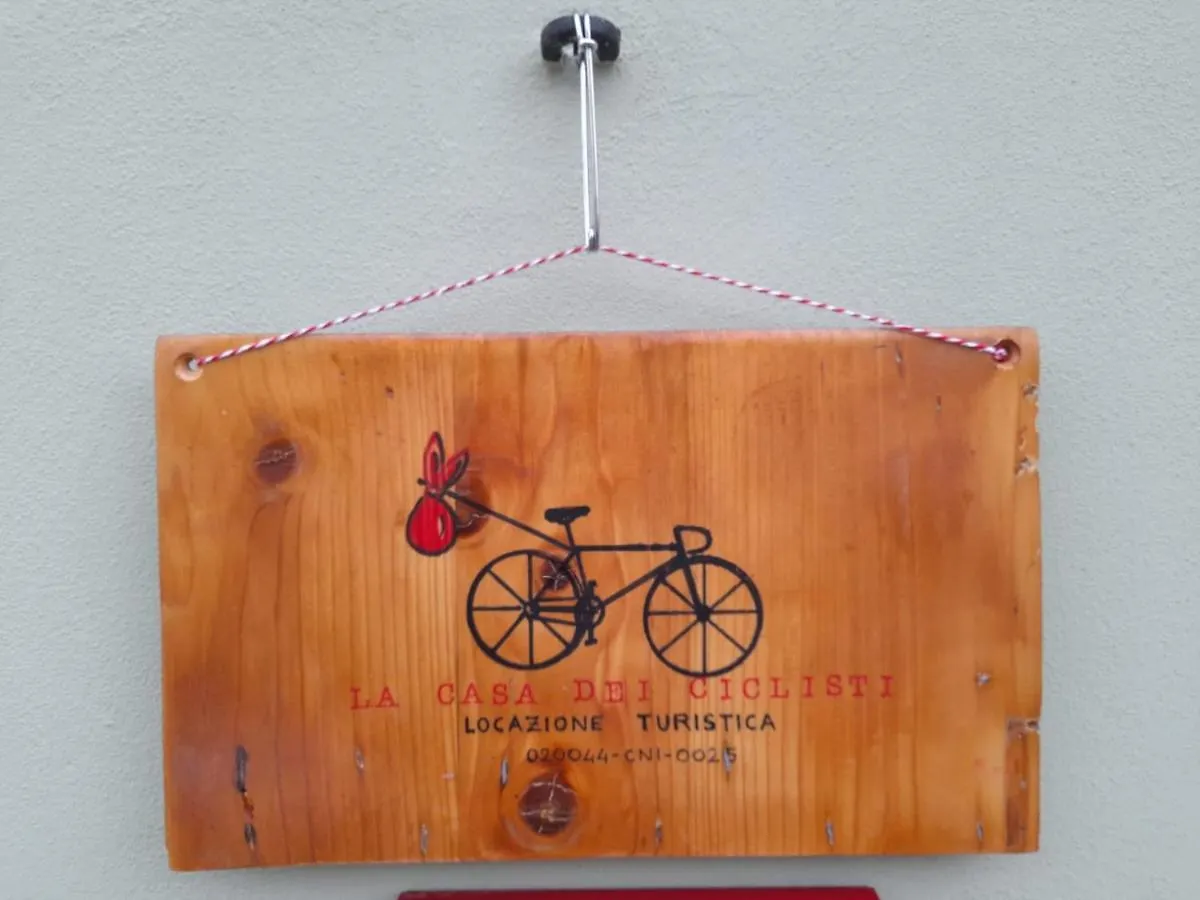 LA CASA DEI CICLISTI
LOCAZIONE TURISTICA
020044-CNI-0025